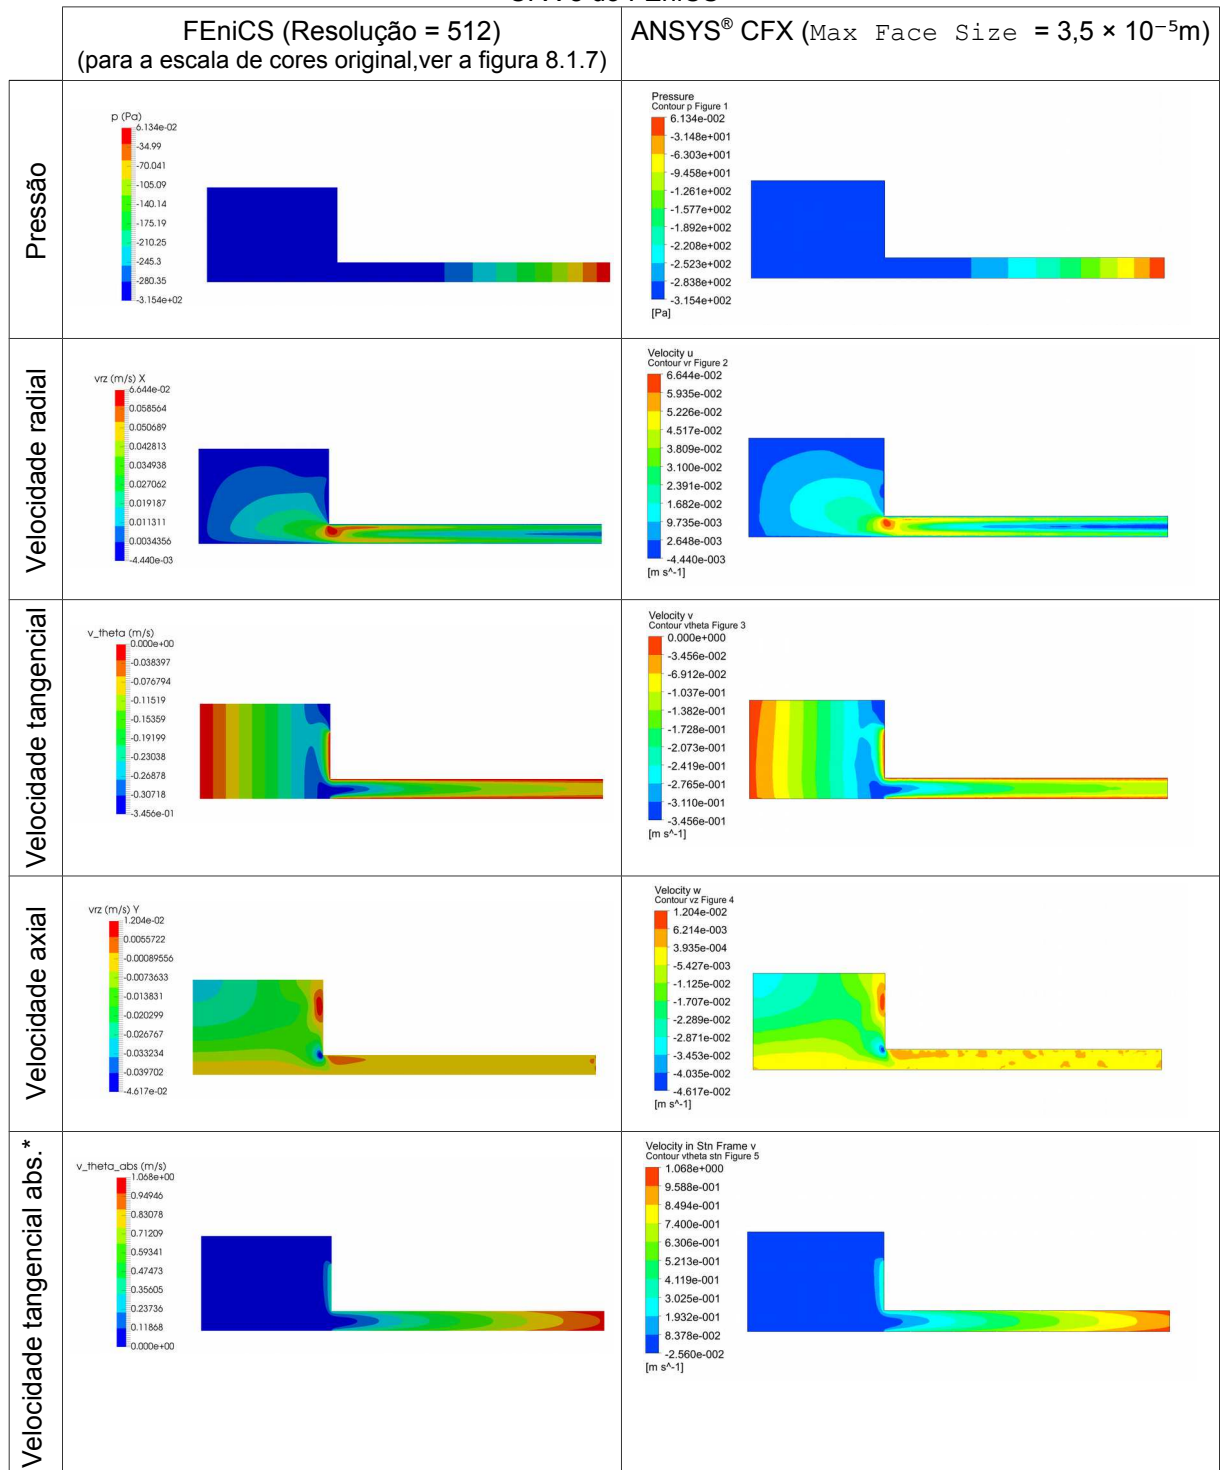 FEniCS (Resolução = 512)
(para a escala de cores original,ver a figura 8.1.7)
ANSYS® CFX (Max Face Size = 3,5 × 10⁻⁵m)
Pressão
p (Pa)
6.134e-02
-34.99
-70.041
-105.09
-140.14
-175.19
-210.25
-245.3
-280.35
-3.154e+02
Pressure
Contour p Figure 1
6.134e-002
-3.148e+001
-6.303e+001
-9.458e+001
-1.261e+002
-1.577e+002
-1.892e+002
-2.208e+002
-2.523e+002
-2.838e+002
-3.154e+002
[Pa]
Velocidade radial
vrz (m/s) X
6.644e-02
0.058564
0.050689
0.042813
0.034938
0.027062
0.019187
0.011311
0.0034356
-4.440e-03
Velocity u
Contour vr Figure 2
6.644e-002
5.935e-002
5.226e-002
4.517e-002
3.809e-002
3.100e-002
2.391e-002
1.682e-002
9.735e-003
2.648e-003
-4.440e-003
[m s^-1]
Velocidade tangencial
v_theta (m/s)
0.000e+00
-0.038397
-0.076794
-0.11519
-0.15359
-0.19199
-0.23038
-0.26878
-0.30718
-3.456e-01
Velocity v
Contour vtheta Figure 3
0.000e+000
-3.456e-002
-6.912e-002
-1.037e-001
-1.382e-001
-1.728e-001
-2.073e-001
-2.419e-001
-2.765e-001
-3.110e-001
-3.456e-001
[m s^-1]
Velocidade axial
vrz (m/s) Y
1.204e-02
0.0055722
-0.00089556
-0.0073633
-0.013831
-0.020299
-0.026767
-0.033234
-0.039702
-4.617e-02
Velocity w
Contour vz Figure 4
1.204e-002
6.214e-003
3.935e-004
-5.427e-003
-1.125e-002
-1.707e-002
-2.289e-002
-2.871e-002
-3.453e-002
-4.035e-002
-4.617e-002
[m s^-1]
Velocidade tangencial abs.*
v_theta_abs (m/s)
1.068e+00
0.94946
0.83078
0.71209
0.59341
0.47473
0.35605
0.23736
0.11868
0.000e+00
Velocity in Stn Frame v
Contour vtheta stn Figure 5
1.068e+000
9.588e-001
8.494e-001
7.400e-001
6.306e-001
5.213e-001
4.119e-001
3.025e-001
1.932e-001
8.378e-002
-2.560e-002
[m s^-1]